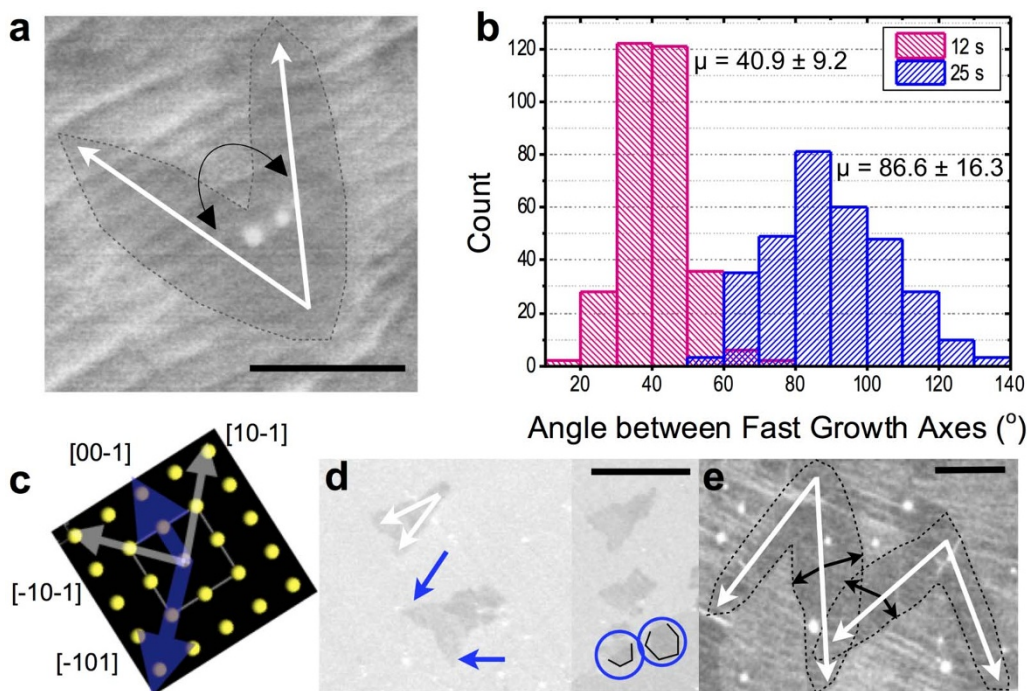 a
b
120
100
80
60
40
20
0
Count
12 s
25 s
μ = 40.9 ± 9.2
μ = 86.6 ± 16.3
20 40 60 80 100 120 140
Angle between Fast Growth Axes (º)
c
[00-1]
[10-1]
[-10-1]
[-101]
d
e